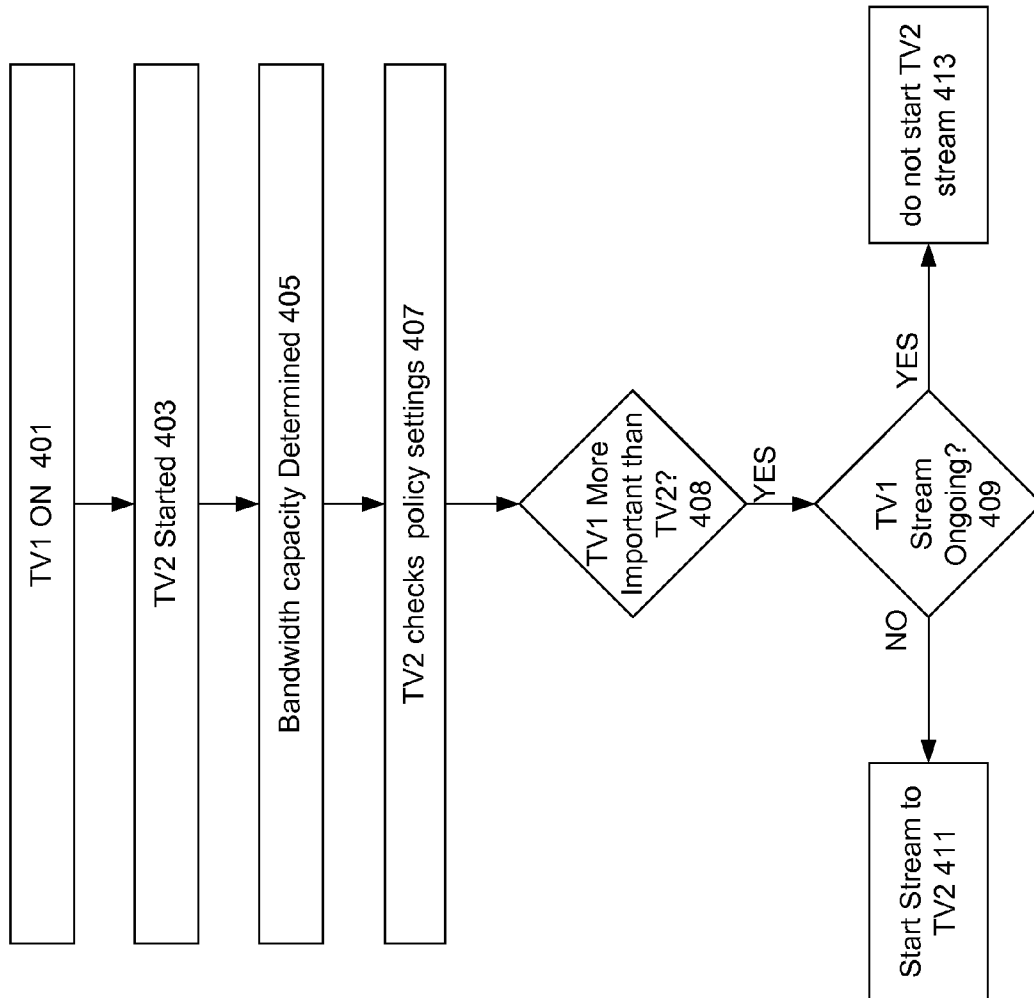 TV1 ON 401
TV2 Started 403
Bandwidth capacity Determined 405
TV2 checks policy settings 407
TV1 More
Important than
TV2?
408
YES
TV1
Stream
Ongoing?
409
NO
YES
Start Stream to
TV2 411
do not start TV2
stream 413